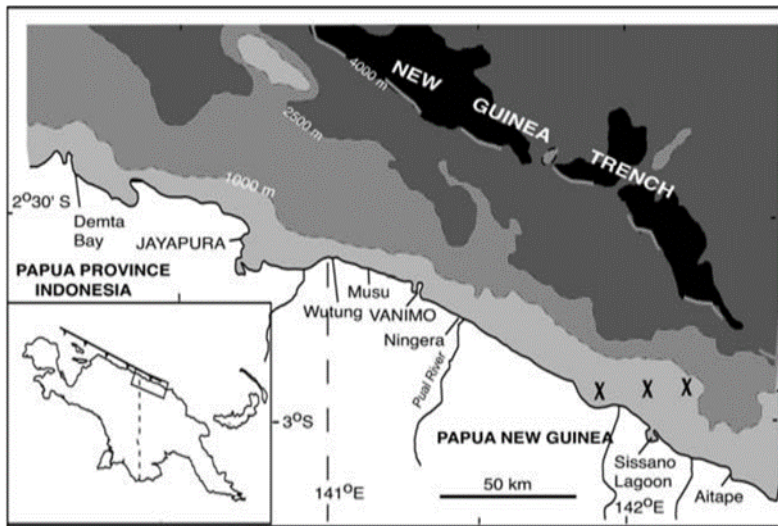 NEW
GUINEA
TRENCH
4000 m
2500 m
1000 m
2°30' S
Demta
Bay
JAYAPURA
PAPUA PROVINCE
INDONESIA
Musu
Wutung
VANIMO
Ningera
Pual River
X X X
3°S
PAPUA NEW GUINEA
Sissano
Lagoon
Aitape
141°E
50 km
142°E